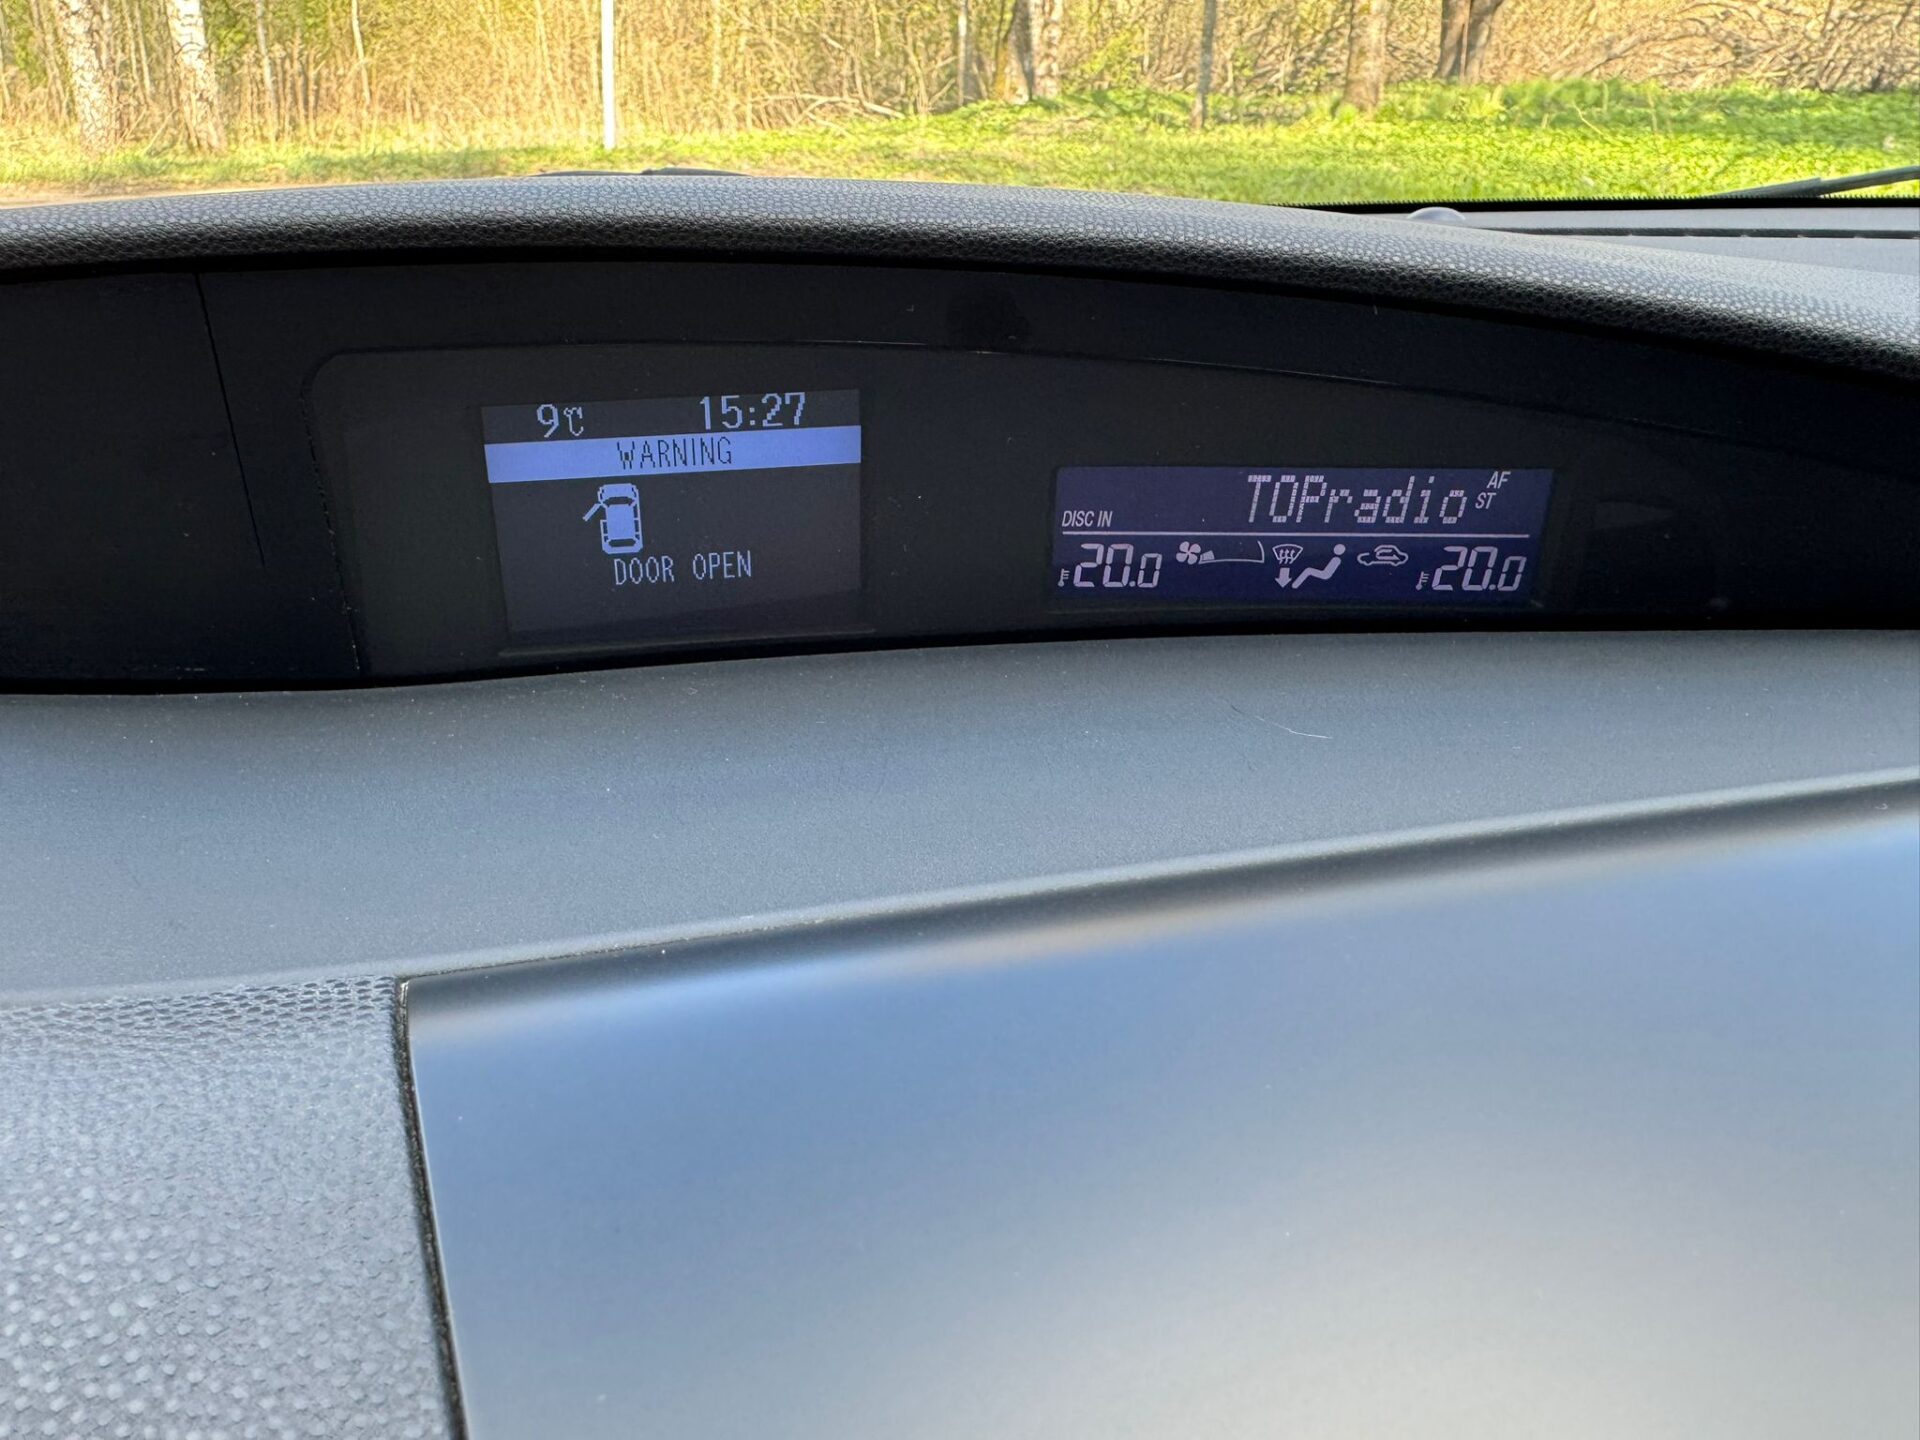 9℃ 15:27
WARNING
DOOR OPEN
TOPradio AF
ST
DISC IN
20.0 20.0